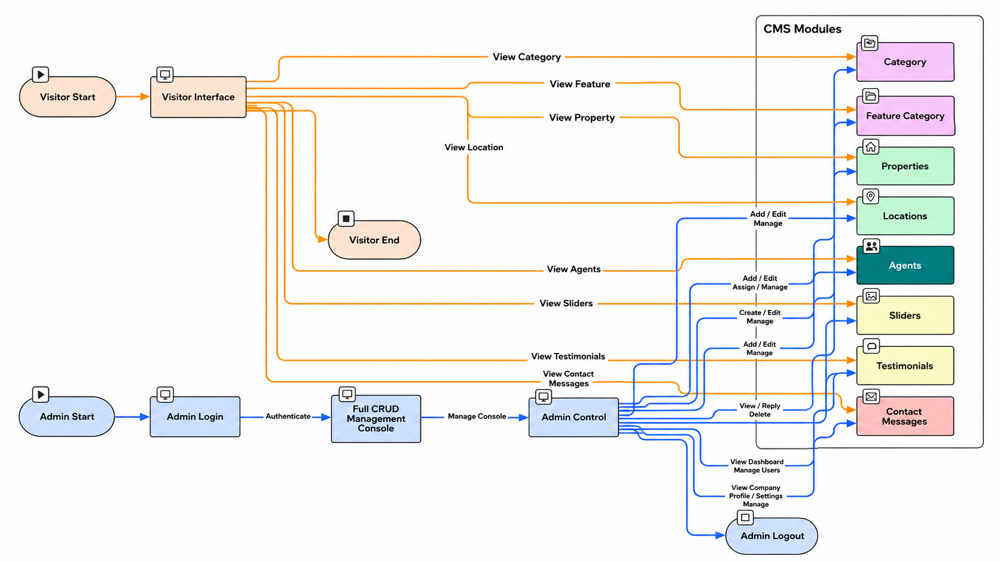 CMS Modules
View Category
Category
Visitor Start
Visitor Interface
View Feature
Feature Category
View Property
View Location
Properties
Locations
Add / Edit
Manage
Visitor End
View Agents
Agents
Add / Edit
Assign / Manage
View Sliders
Sliders
Create / Edit
Manage
Add / Edit
Manage
View Testimonials
Testimonials
View Contact
Messages
Admin Start
Admin Login
Authenticate
Full CRUD
Management
Console
Manage Console
Admin Control
View / Reply
Delete
Contact
Messages
View Dashboard
Manage Users
View Company
Profile / Settings
Manage
Admin Logout